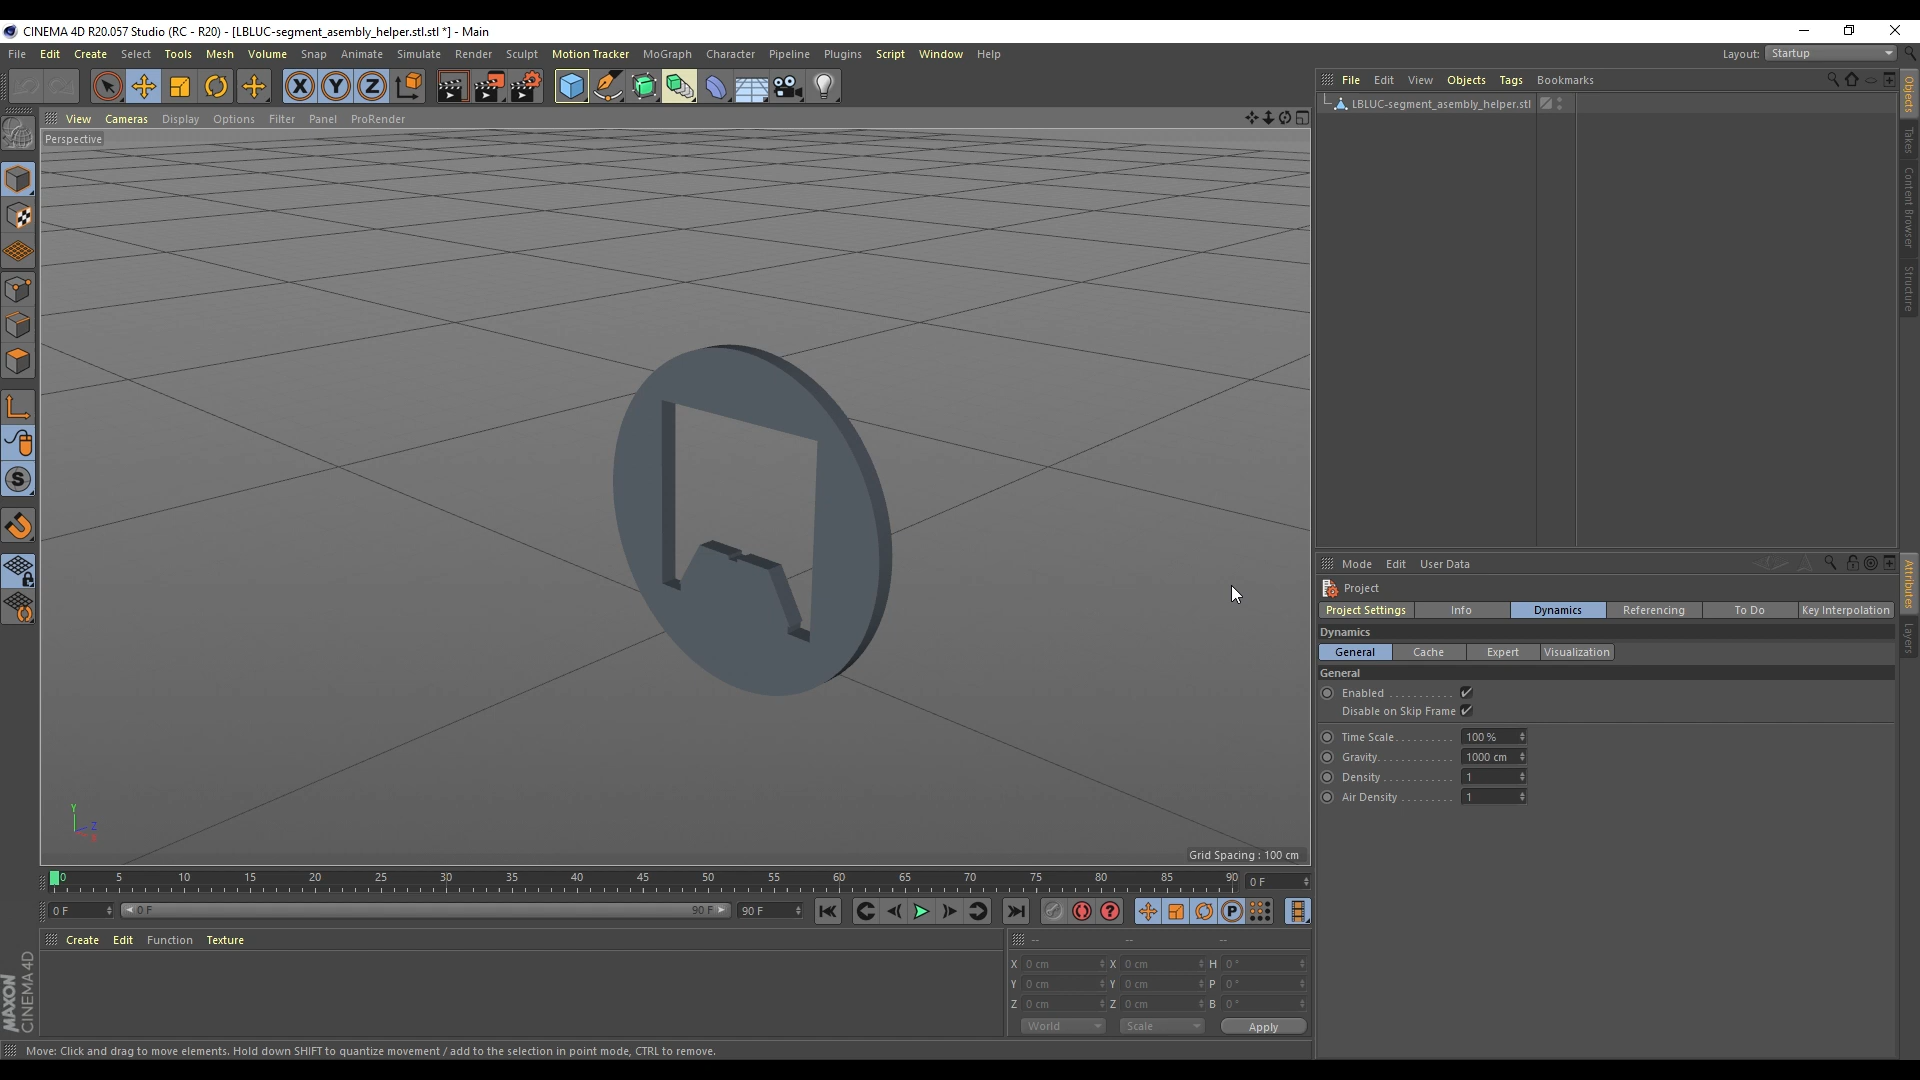 CINEMA 4D R20.057 Studio (RC - R20) - [LBLUC-segment_asembly_helper.stl.stl *] - Main
File Edit Create Select Tools Mesh Volume Snap Animate Simulate Render Sculpt Motion Tracker MoGraph Character Pipeline Plugins Script Window Help
Layout: Startup
X Y Z
View Cameras Display Options Filter Panel ProRender
Perspective
Y
Z
X
Grid Spacing : 100 cm
0 5 10 15 20 25 30 35 40 45 50 55 60 65 70 75 80 85 90
0 F
0 F 0 F 90 F 90 F
P
S
Create Edit Function Texture
-- -- --
X 0 cm X 0 cm H 0 °
Y 0 cm Y 0 cm P 0 °
Z 0 cm Z 0 cm B 0 °
World Scale Apply
MAXON
CINEMA 4D
Move: Click and drag to move elements. Hold down SHIFT to quantize movement / add to the selection in point mode, CTRL to remove.
File Edit View Objects Tags Bookmarks
LBLUC-segment_asembly_helper.stl
Objects
Takes
Content Browser
Structure
Mode Edit User Data
Project
Project Settings Info Dynamics Referencing To Do Key Interpolation
Dynamics
General Cache Expert Visualization
General
Enabled
Disable on Skip Frame
Time Scale 100 %
Gravity 1000 cm
Density 1
Air Density 1
Attributes
Layers